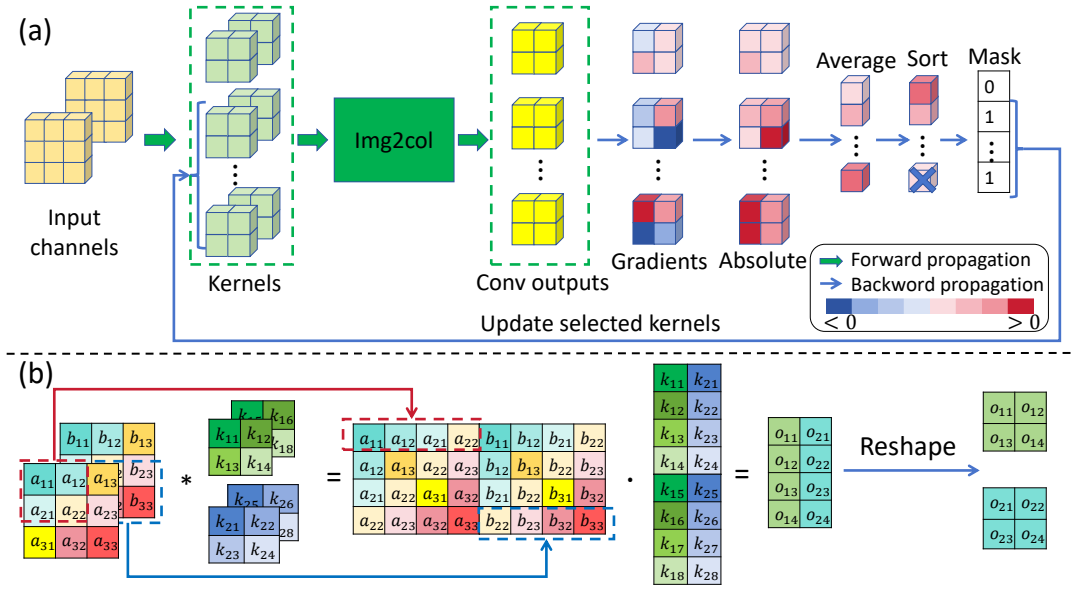 (a)
Input
channels
Kernels
Img2col
Conv outputs
Gradients
Absolute
Average
Sort
Mask
0
1
⋮
1
Forward propagation
Backword propagation
< 0
> 0
Update selected kernels
(b)
b₁₁ b₁₂ b₁₃
b₂₃
b₃₃
a₁₁ a₁₂ a₁₃
a₂₁ a₂₂ a₂₃
a₃₁ a₃₂ a₃₃
*
k₁₆
k₁₁ k₁₂
k₁₃ k₁₄
k₂₅ k₂₆
k₂₁ k₂₂
k₂₃ k₂₄
=
a₁₁ a₁₂ a₂₁ a₂₂ b₁₁ b₁₂ b₂₁ b₂₂
a₁₂ a₁₃ a₂₂ a₂₃ b₁₂ b₁₃ b₂₂ b₂₃
a₂₁ a₂₂ a₃₁ a₃₂ b₂₁ b₂₂ b₃₁ b₃₂
a₂₂ a₂₃ a₃₂ a₃₃ b₂₂ b₂₃ b₃₂ b₃₃
·
k₁₁ k₂₁
k₁₂ k₂₂
k₁₃ k₂₃
k₁₄ k₂₄
k₁₅ k₂₅
k₁₆ k₂₆
k₁₇ k₂₇
k₁₈ k₂₈
=
o₁₁ o₂₁
o₁₂ o₂₂
o₁₃ o₂₃
o₁₄ o₂₄
Reshape
o₁₁ o₁₂
o₁₃ o₁₄
o₂₁ o₂₂
o₂₃ o₂₄